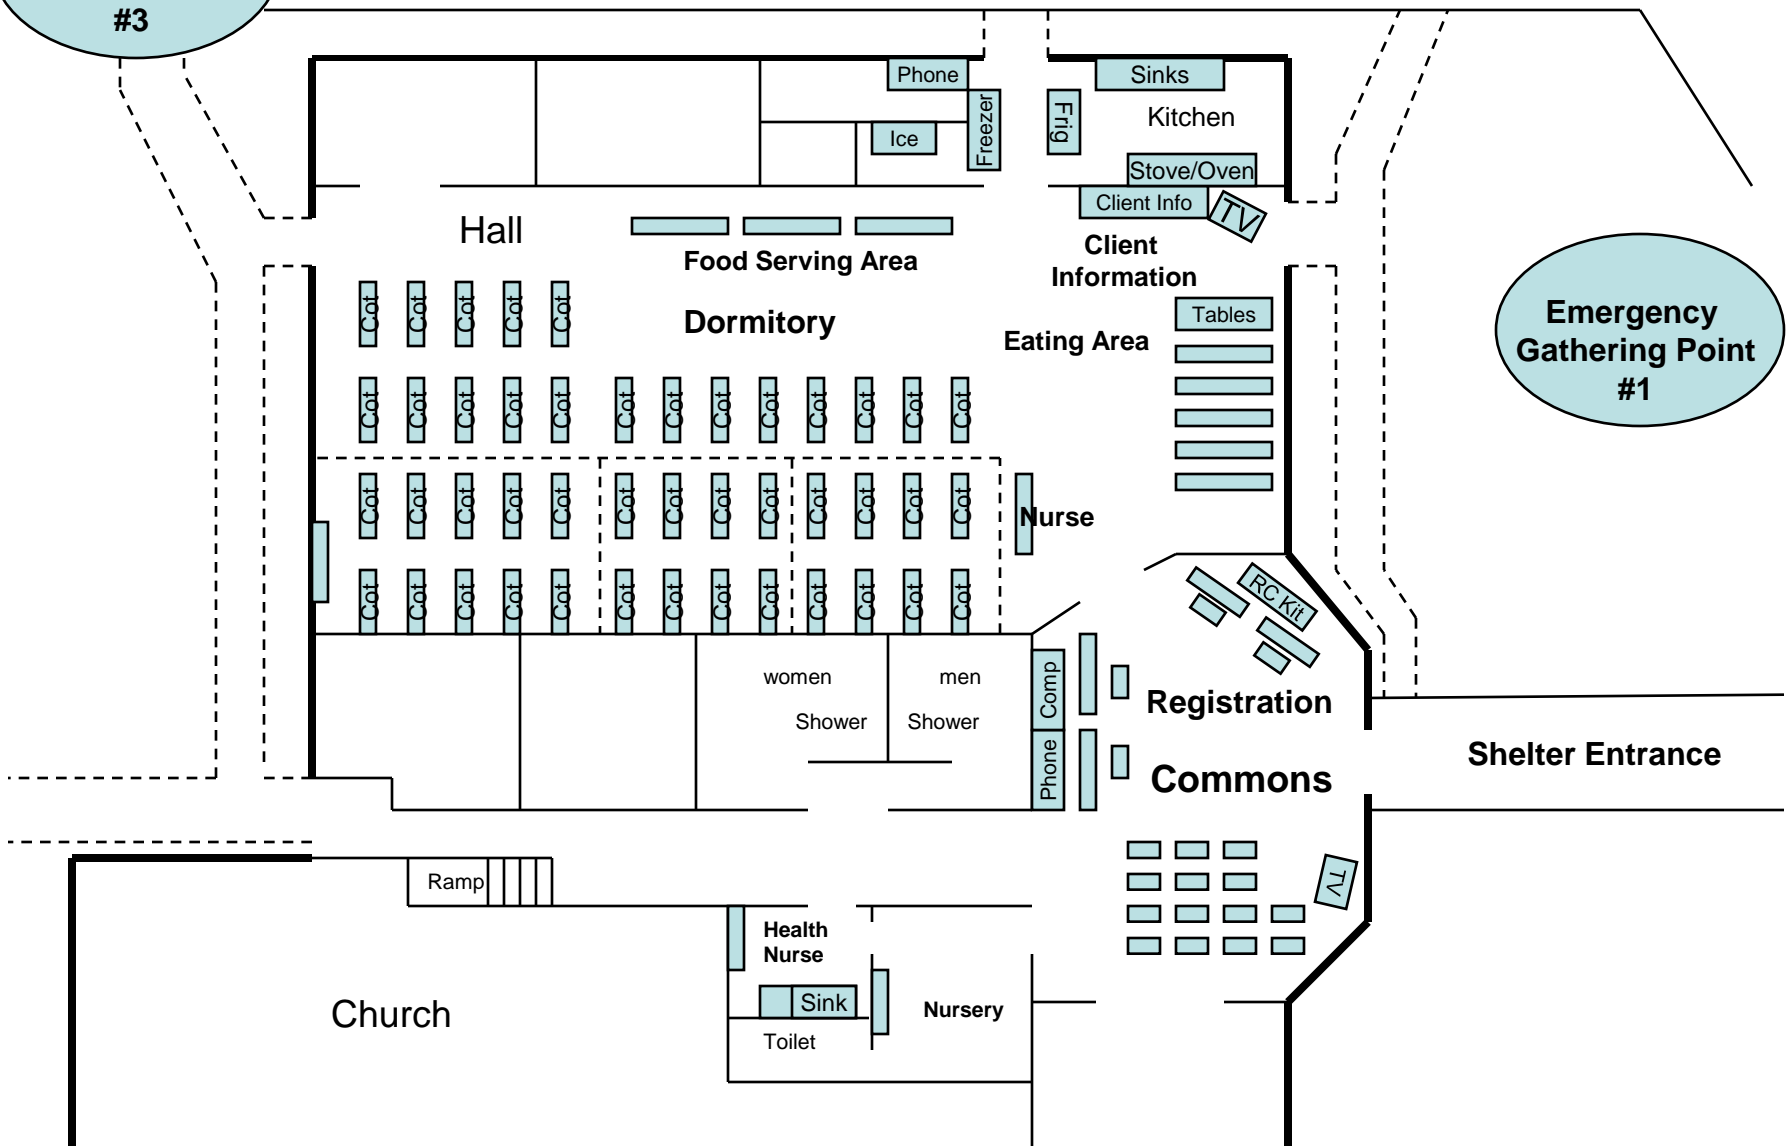 #3
Phone
Sinks
Freezer
Frig
Kitchen
Ice
Stove/Oven
Client Info
TV
Hall
Food Serving Area
Client
Information
Emergency
Gathering Point
#1
Cot Cot Cot Cot Cot
Dormitory
Tables
Eating Area
Cot Cot Cot Cot Cot Cot Cot Cot Cot Cot Cot Cot Cot
Cot Cot Cot Cot Cot Cot Cot Cot Cot Cot Cot Cot Cot
Nurse
Cot Cot Cot Cot Cot Cot Cot Cot Cot Cot Cot Cot Cot
RC Kit
women
men
Comp
Shower
Shower
Registration
Phone
Commons
Shelter Entrance
Ramp
TV
Health
Nurse
Sink
Nursery
Church
Toilet